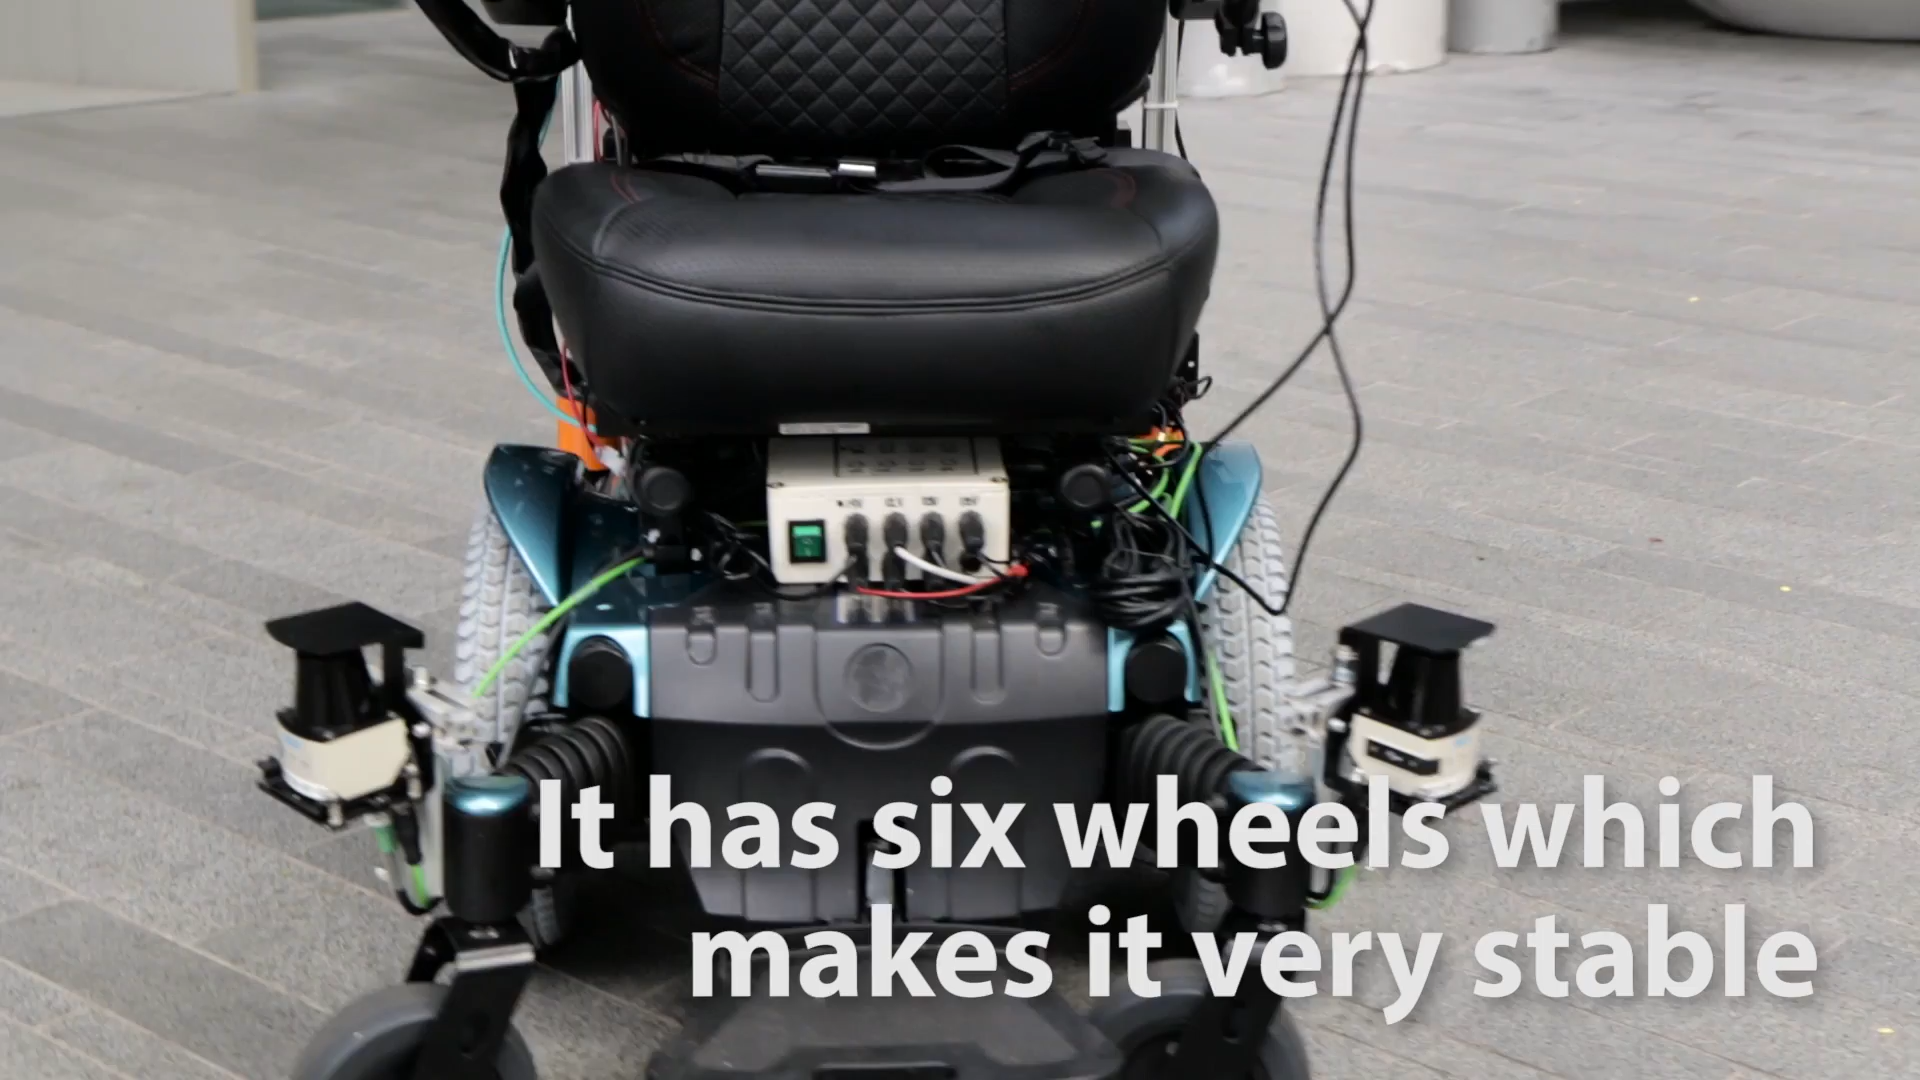 It has six wheels which
makes it very stable